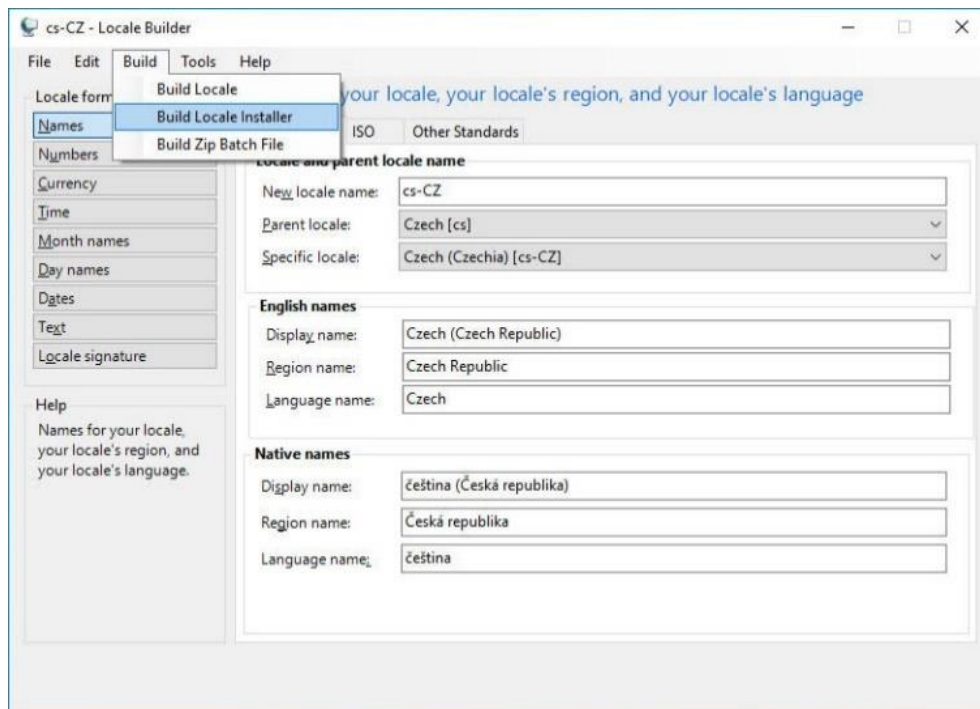 cs-CZ - Locale Builder
File Edit Build Tools Help
Build Locale
Build Locale Installer
Build Zip Batch File
Locale form
your locale, your locale's region, and your locale's language
Names
Numbers
Currency
Time
Month names
Day names
Dates
Text
Locale signature
Help
Names for your locale,
your locale's region, and
your locale's language.
ISO Other Standards
Locale and parent locale name
New locale name: cs-CZ
Parent locale: Czech [cs]
Specific locale: Czech (Czechia) [cs-CZ]
English names
Display name: Czech (Czech Republic)
Region name: Czech Republic
Language name: Czech
Native names
Display name: čeština (Česká republika)
Region name: Česká republika
Language name: čeština